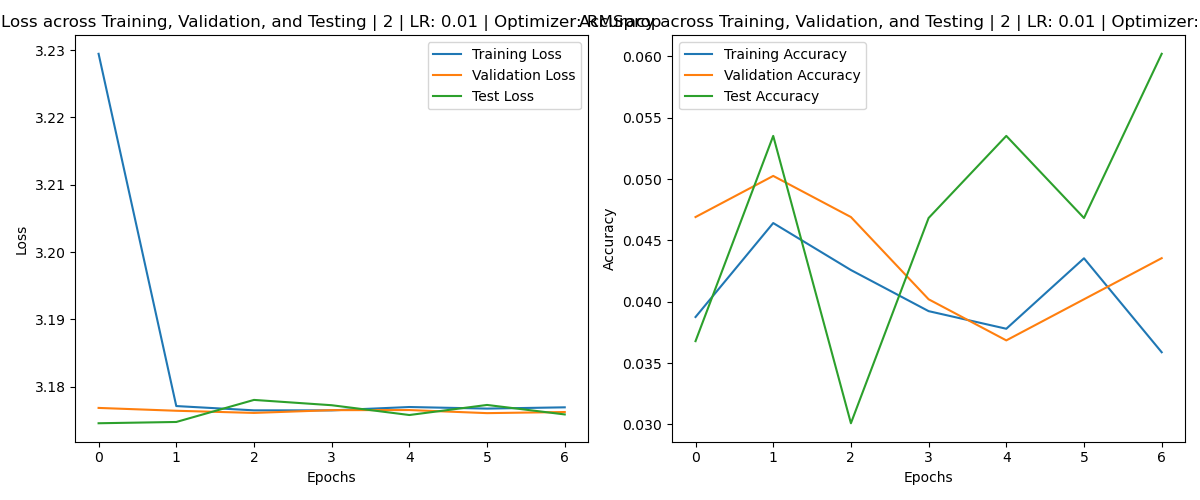 Loss across Training, Validation, and Testing | 2 | LR: 0.01 | Optimizer: RMSprop
Accuracy across Training, Validation, and Testing | 2 | LR: 0.01 | Optimizer:
3.23
3.22
3.21
3.20
3.19
3.18
Loss
Training Loss
Validation Loss
Test Loss
0 1 2 3 4 5 6
Epochs
0.060
0.055
0.050
0.045
0.040
0.035
0.030
Accuracy
Training Accuracy
Validation Accuracy
Test Accuracy
0 1 2 3 4 5 6
Epochs